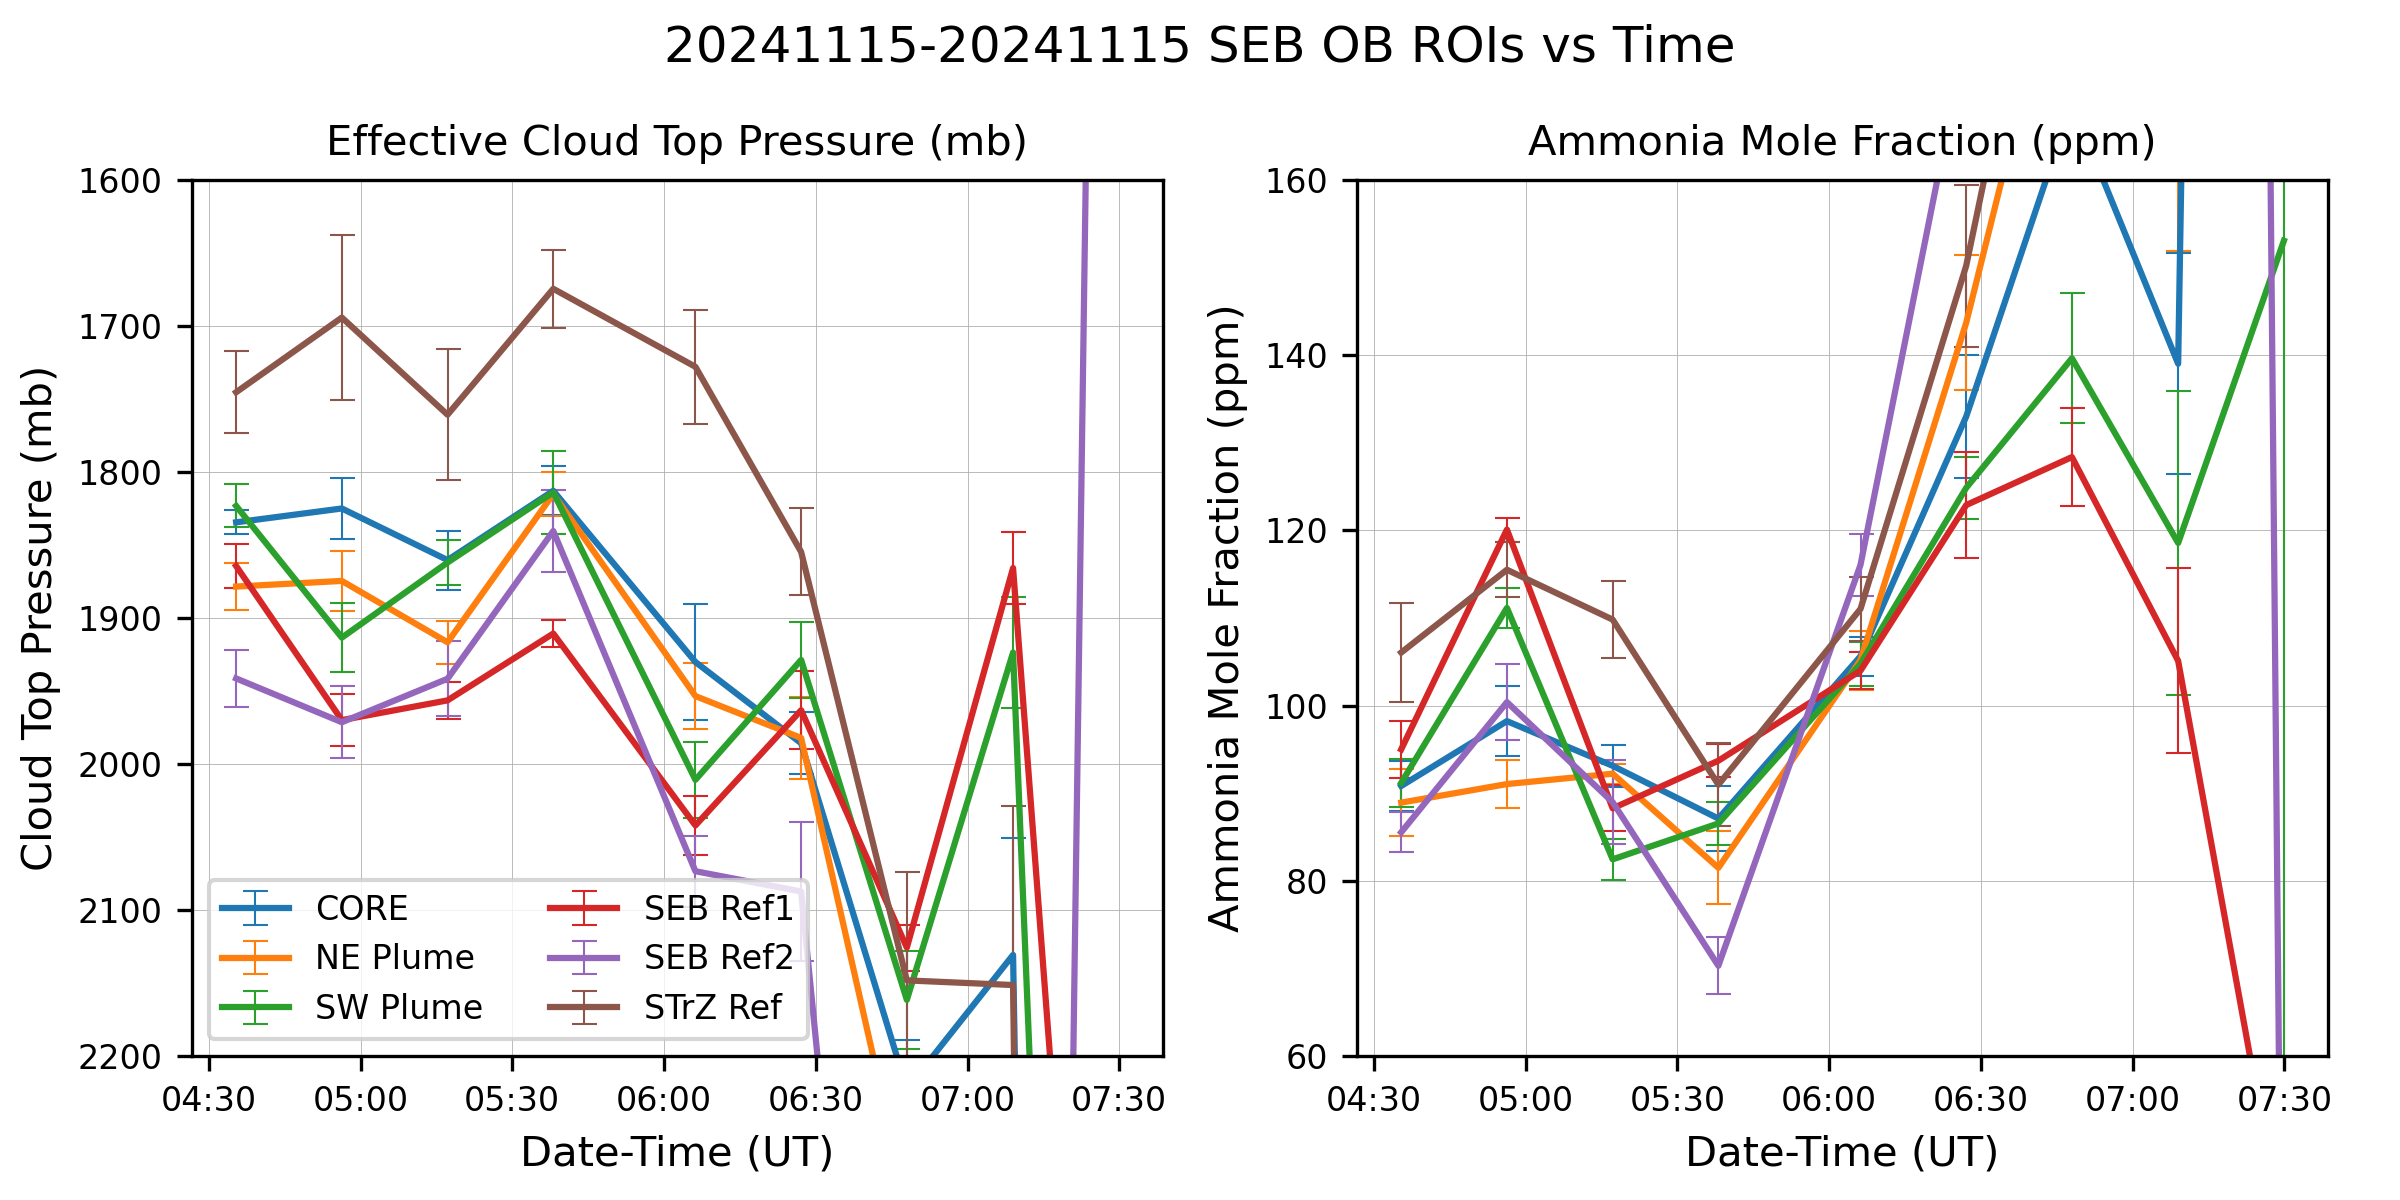 20241115-20241115 SEB OB ROIs vs Time
Effective Cloud Top Pressure (mb)
Cloud Top Pressure (mb)
1600
1700
1800
1900
2000
2100
2200
CORE
NE Plume
SW Plume
SEB Ref1
SEB Ref2
STrZ Ref
04:30 05:00 05:30 06:00 06:30 07:00 07:30
Date-Time (UT)
Ammonia Mole Fraction (ppm)
Ammonia Mole Fraction (ppm)
160
140
120
100
80
60
04:30 05:00 05:30 06:00 06:30 07:00 07:30
Date-Time (UT)